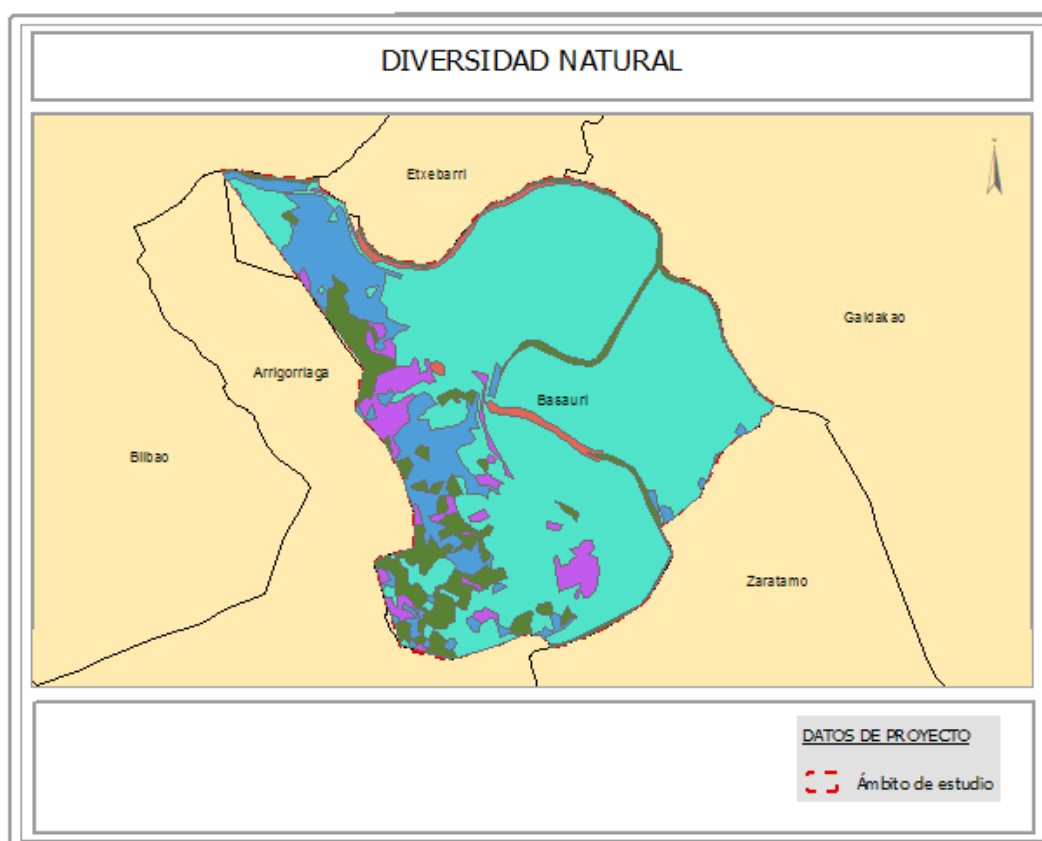 DIVERSIDAD NATURAL
Etxebarri
Galdakao
Arrigorriaga
Basauri
Bilbao
Zaratamo
DATOS DE PROYECTO
Ámbito de estudio